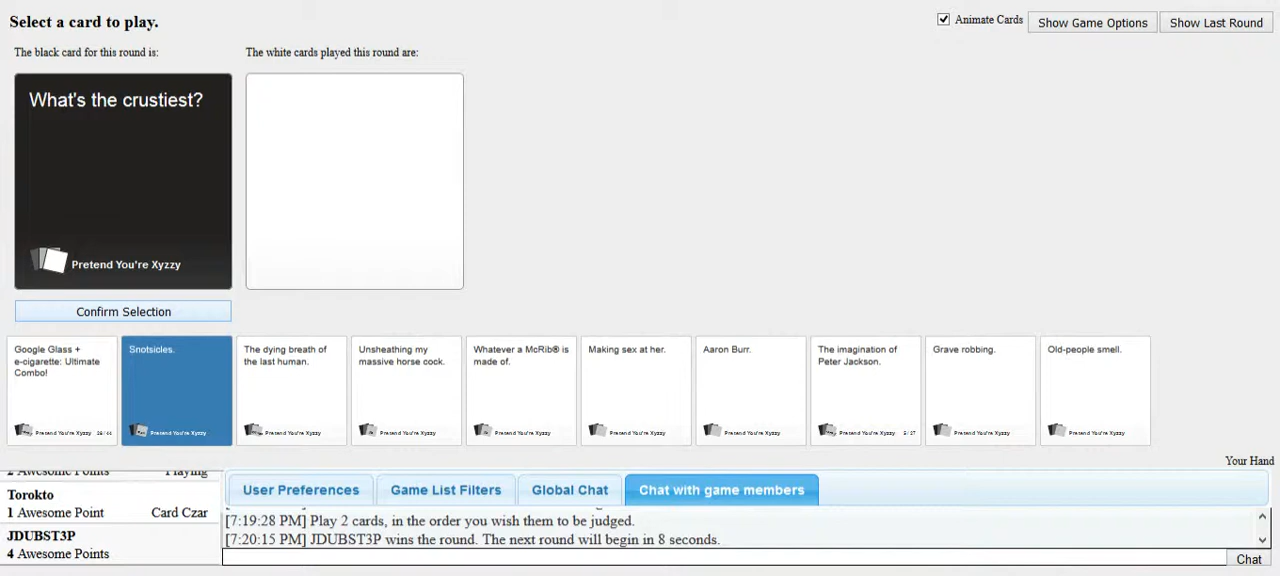 Select a card to play.
Animate Cards
Show Game Options
Show Last Round
The black card for this round is:
The white cards played this round are:
What's the crustiest?
Pretend You're Xyzzy
Confirm Selection
Google Glass +
e-cigarette: Ultimate
Combo!
Pretend You're Xyzzy
Snotsicles.
Pretend You're Xyzzy
The dying breath of
the last human.
Pretend You're Xyzzy
Unsheathing my
massive horse cock.
Pretend You're Xyzzy
Whatever a McRib® is
made of.
Pretend You're Xyzzy
Making sex at her.
Pretend You're Xyzzy
Aaron Burr.
Pretend You're Xyzzy
The imagination of
Peter Jackson.
Pretend You're Xyzzy
Grave robbing.
Pretend You're Xyzzy
Old-people smell.
Pretend You're Xyzzy
Your Hand
2 Awesome Points Playing
Torokto
1 Awesome Point Card Czar
JDUBST3P
4 Awesome Points
User Preferences
Game List Filters
Global Chat
Chat with game members
[7:19:28 PM] Play 2 cards, in the order you wish them to be judged.
[7:20:15 PM] JDUBST3P wins the round. The next round will begin in 8 seconds.
Chat